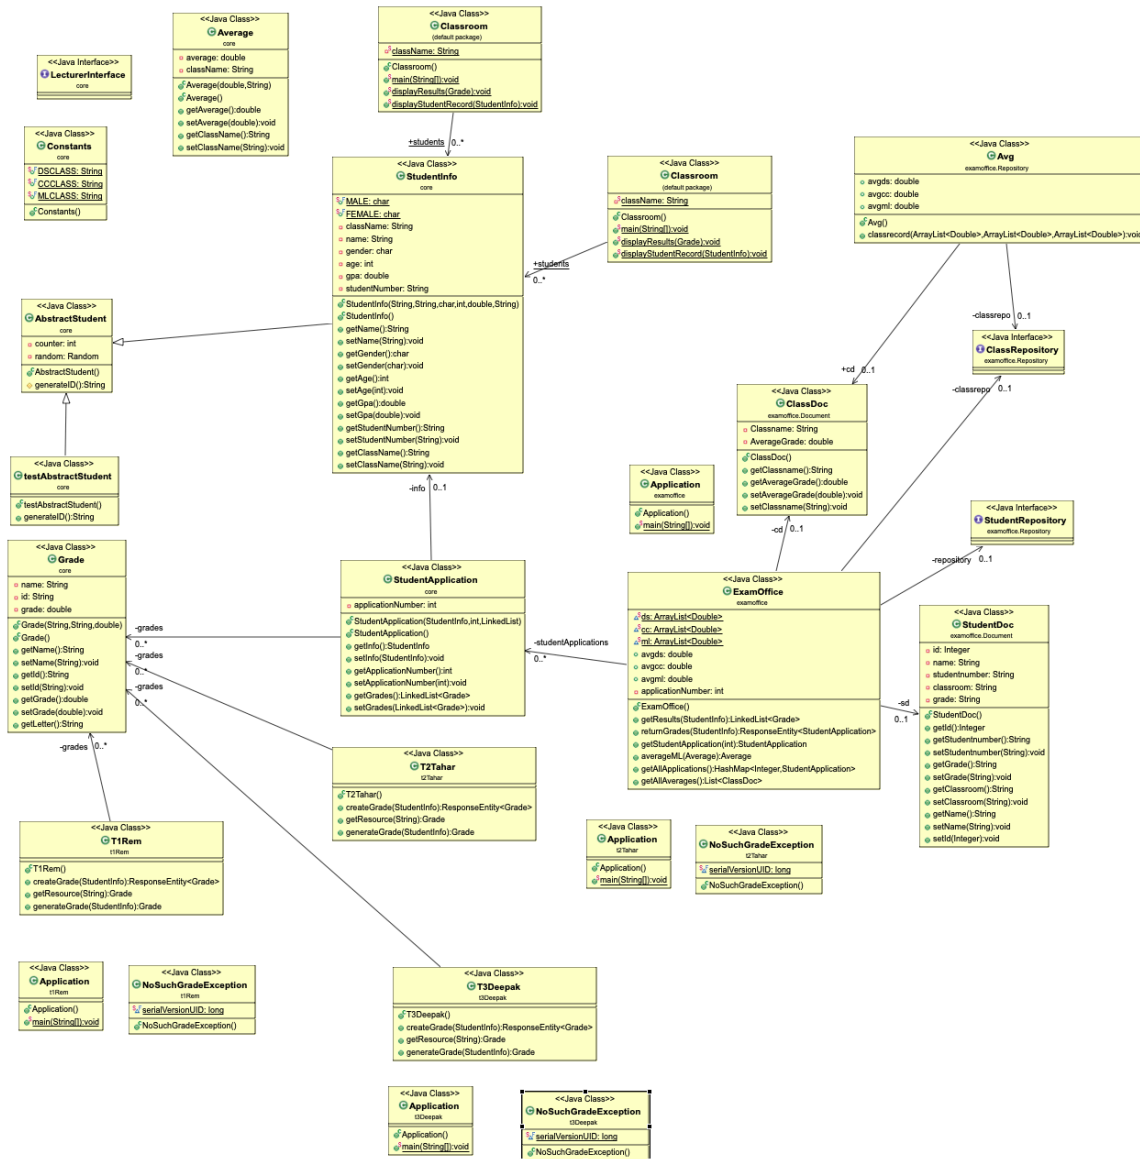 <<Java Class>>
Average
core
average: double
className: String
Average(double,String)
Average()
getAverage():double
setAverage(double):void
getClassName():String
setClassName(String):void
<<Java Class>>
Classroom
(default package)
className: String
Classroom()
main(String[]):void
displayResults(Grade):void
displayStudentRecord(StudentInfo):void
<<Java Interface>>
LecturerInterface
core
<<Java Class>>
Constants
core
DSCLASS: String
CCCLASS: String
MLCLASS: String
Constants()
+students
0..*
<<Java Class>>
StudentInfo
core
MALE: char
FEMALE: char
className: String
name: String
gender: char
age: int
gpa: double
studentNumber: String
StudentInfo(String,String,char,int,double,String)
StudentInfo()
getName():String
setName(String):void
getGender():char
setGender(char):void
getAge():int
setAge(int):void
getGpa():double
setGpa(double):void
getStudentNumber():String
setStudentNumber(String):void
getClassName():String
setClassName(String):void
<<Java Class>>
Classroom
(default package)
className: String
Classroom()
main(String[]):void
displayResults(Grade):void
displayStudentRecord(StudentInfo):void
+students
0..*
<<Java Class>>
Avg
examoffice.Repository
avgds: double
avgcc: double
avgml: double
Avg()
classrecord(ArrayList<Double>,ArrayList<Double>,ArrayList<Double>):void
-classrepo
0..1
<<Java Interface>>
ClassRepository
examoffice.Repository
-classrepo
0..1
+cd
0..1
<<Java Class>>
AbstractStudent
core
counter: int
random: Random
AbstractStudent()
generateID():String
<<Java Class>>
testAbstractStudent
core
testAbstractStudent()
generateID():String
<<Java Class>>
ClassDoc
examoffice.Document
Classname: String
AverageGrade: double
ClassDoc()
getClassname():String
getAverageGrade():double
setAverageGrade(double):void
setClassname(String):void
<<Java Class>>
Application
examoffice
Application()
main(String[]):void
-cd
0..1
<<Java Interface>>
StudentRepository
examoffice.Repository
-repository
0..1
-info
0..1
<<Java Class>>
Grade
core
name: String
id: String
grade: double
Grade(String,String,double)
Grade()
getName():String
setName(String):void
getId():String
setId(String):void
getGrade():double
setGrade(double):void
getLetter():String
-grades
0..*
-grades
0..*
-grades
0..*
-grades
0..*
<<Java Class>>
StudentApplication
core
applicationNumber: int
StudentApplication(StudentInfo,int,LinkedList)
StudentApplication()
getInfo():StudentInfo
setInfo(StudentInfo):void
getApplicationNumber():int
setApplicationNumber(int):void
getGrades():LinkedList<Grade>
setGrades(LinkedList<Grade>):void
-studentApplications
0..*
<<Java Class>>
ExamOffice
examoffice
ds: ArrayList<Double>
cc: ArrayList<Double>
ml: ArrayList<Double>
avgds: double
avgcc: double
avgml: double
applicationNumber: int
ExamOffice()
getResults(StudentInfo):LinkedList<Grade>
returnGrades(StudentInfo):ResponseEntity<StudentApplication>
getStudentApplication(int):StudentApplication
averageML(Average):Average
getAllApplications():HashMap<Integer,StudentApplication>
getAllAverages():List<ClassDoc>
-sd
0..1
<<Java Class>>
StudentDoc
examoffice.Document
id: Integer
name: String
studentnumber: String
classroom: String
grade: String
StudentDoc()
getId():Integer
getStudentnumber():String
setStudentnumber(String):void
getGrade():String
setGrade(String):void
getClassroom():String
setClassroom(String):void
getName():String
setName(String):void
setId(Integer):void
<<Java Class>>
T2Tahar
t2Tahar
T2Tahar()
createGrade(StudentInfo):ResponseEntity<Grade>
getResource(String):Grade
generateGrade(StudentInfo):Grade
<<Java Class>>
T1Rem
t1Rem
T1Rem()
createGrade(StudentInfo):ResponseEntity<Grade>
getResource(String):Grade
generateGrade(StudentInfo):Grade
<<Java Class>>
Application
t2Tahar
Application()
main(String[]):void
<<Java Class>>
NoSuchGradeException
t2Tahar
serialVersionUID: long
NoSuchGradeException()
<<Java Class>>
Application
t1Rem
Application()
main(String[]):void
<<Java Class>>
NoSuchGradeException
t1Rem
serialVersionUID: long
NoSuchGradeException()
<<Java Class>>
T3Deepak
t3Deepak
T3Deepak()
createGrade(StudentInfo):ResponseEntity<Grade>
getResource(String):Grade
generateGrade(StudentInfo):Grade
<<Java Class>>
Application
t3Deepak
Application()
main(String[]):void
<<Java Class>>
NoSuchGradeException
t3Deepak
serialVersionUID: long
NoSuchGradeException()